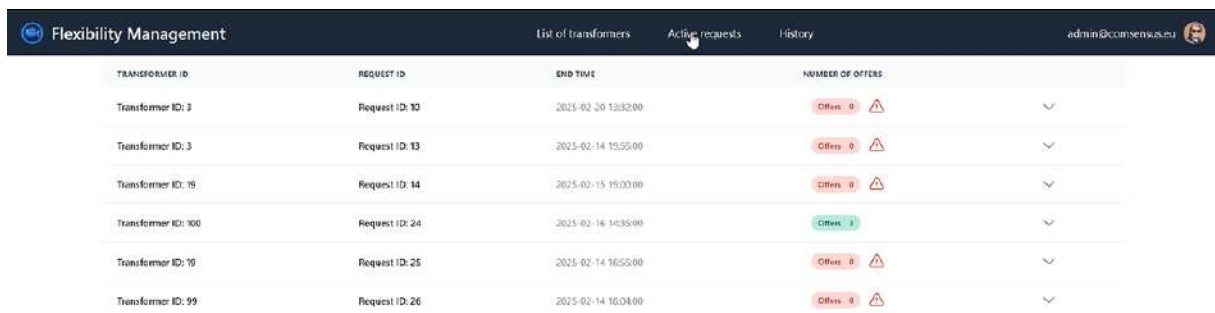 Flexibility Management List of transformers Active requests History admin@comsensus.eu
TRANSFORMER ID REQUEST ID END TIME NUMBER OF OFFERS
Transformer ID: 3 Request ID: 10 2025-02-20 13:32:00 Offers 0
Transformer ID: 3 Request ID: 13 2025-02-14 19:55:00 Offers 0
Transformer ID: 19 Request ID: 14 2025-02-15 19:00:00 Offers 0
Transformer ID: 100 Request ID: 24 2025-02-16 14:35:00 Offers
Transformer ID: 19 Request ID: 25 2025-02-14 16:55:00 Offers 0
Transformer ID: 99 Request ID: 26 2025-02-14 18:04:00 Offers 0